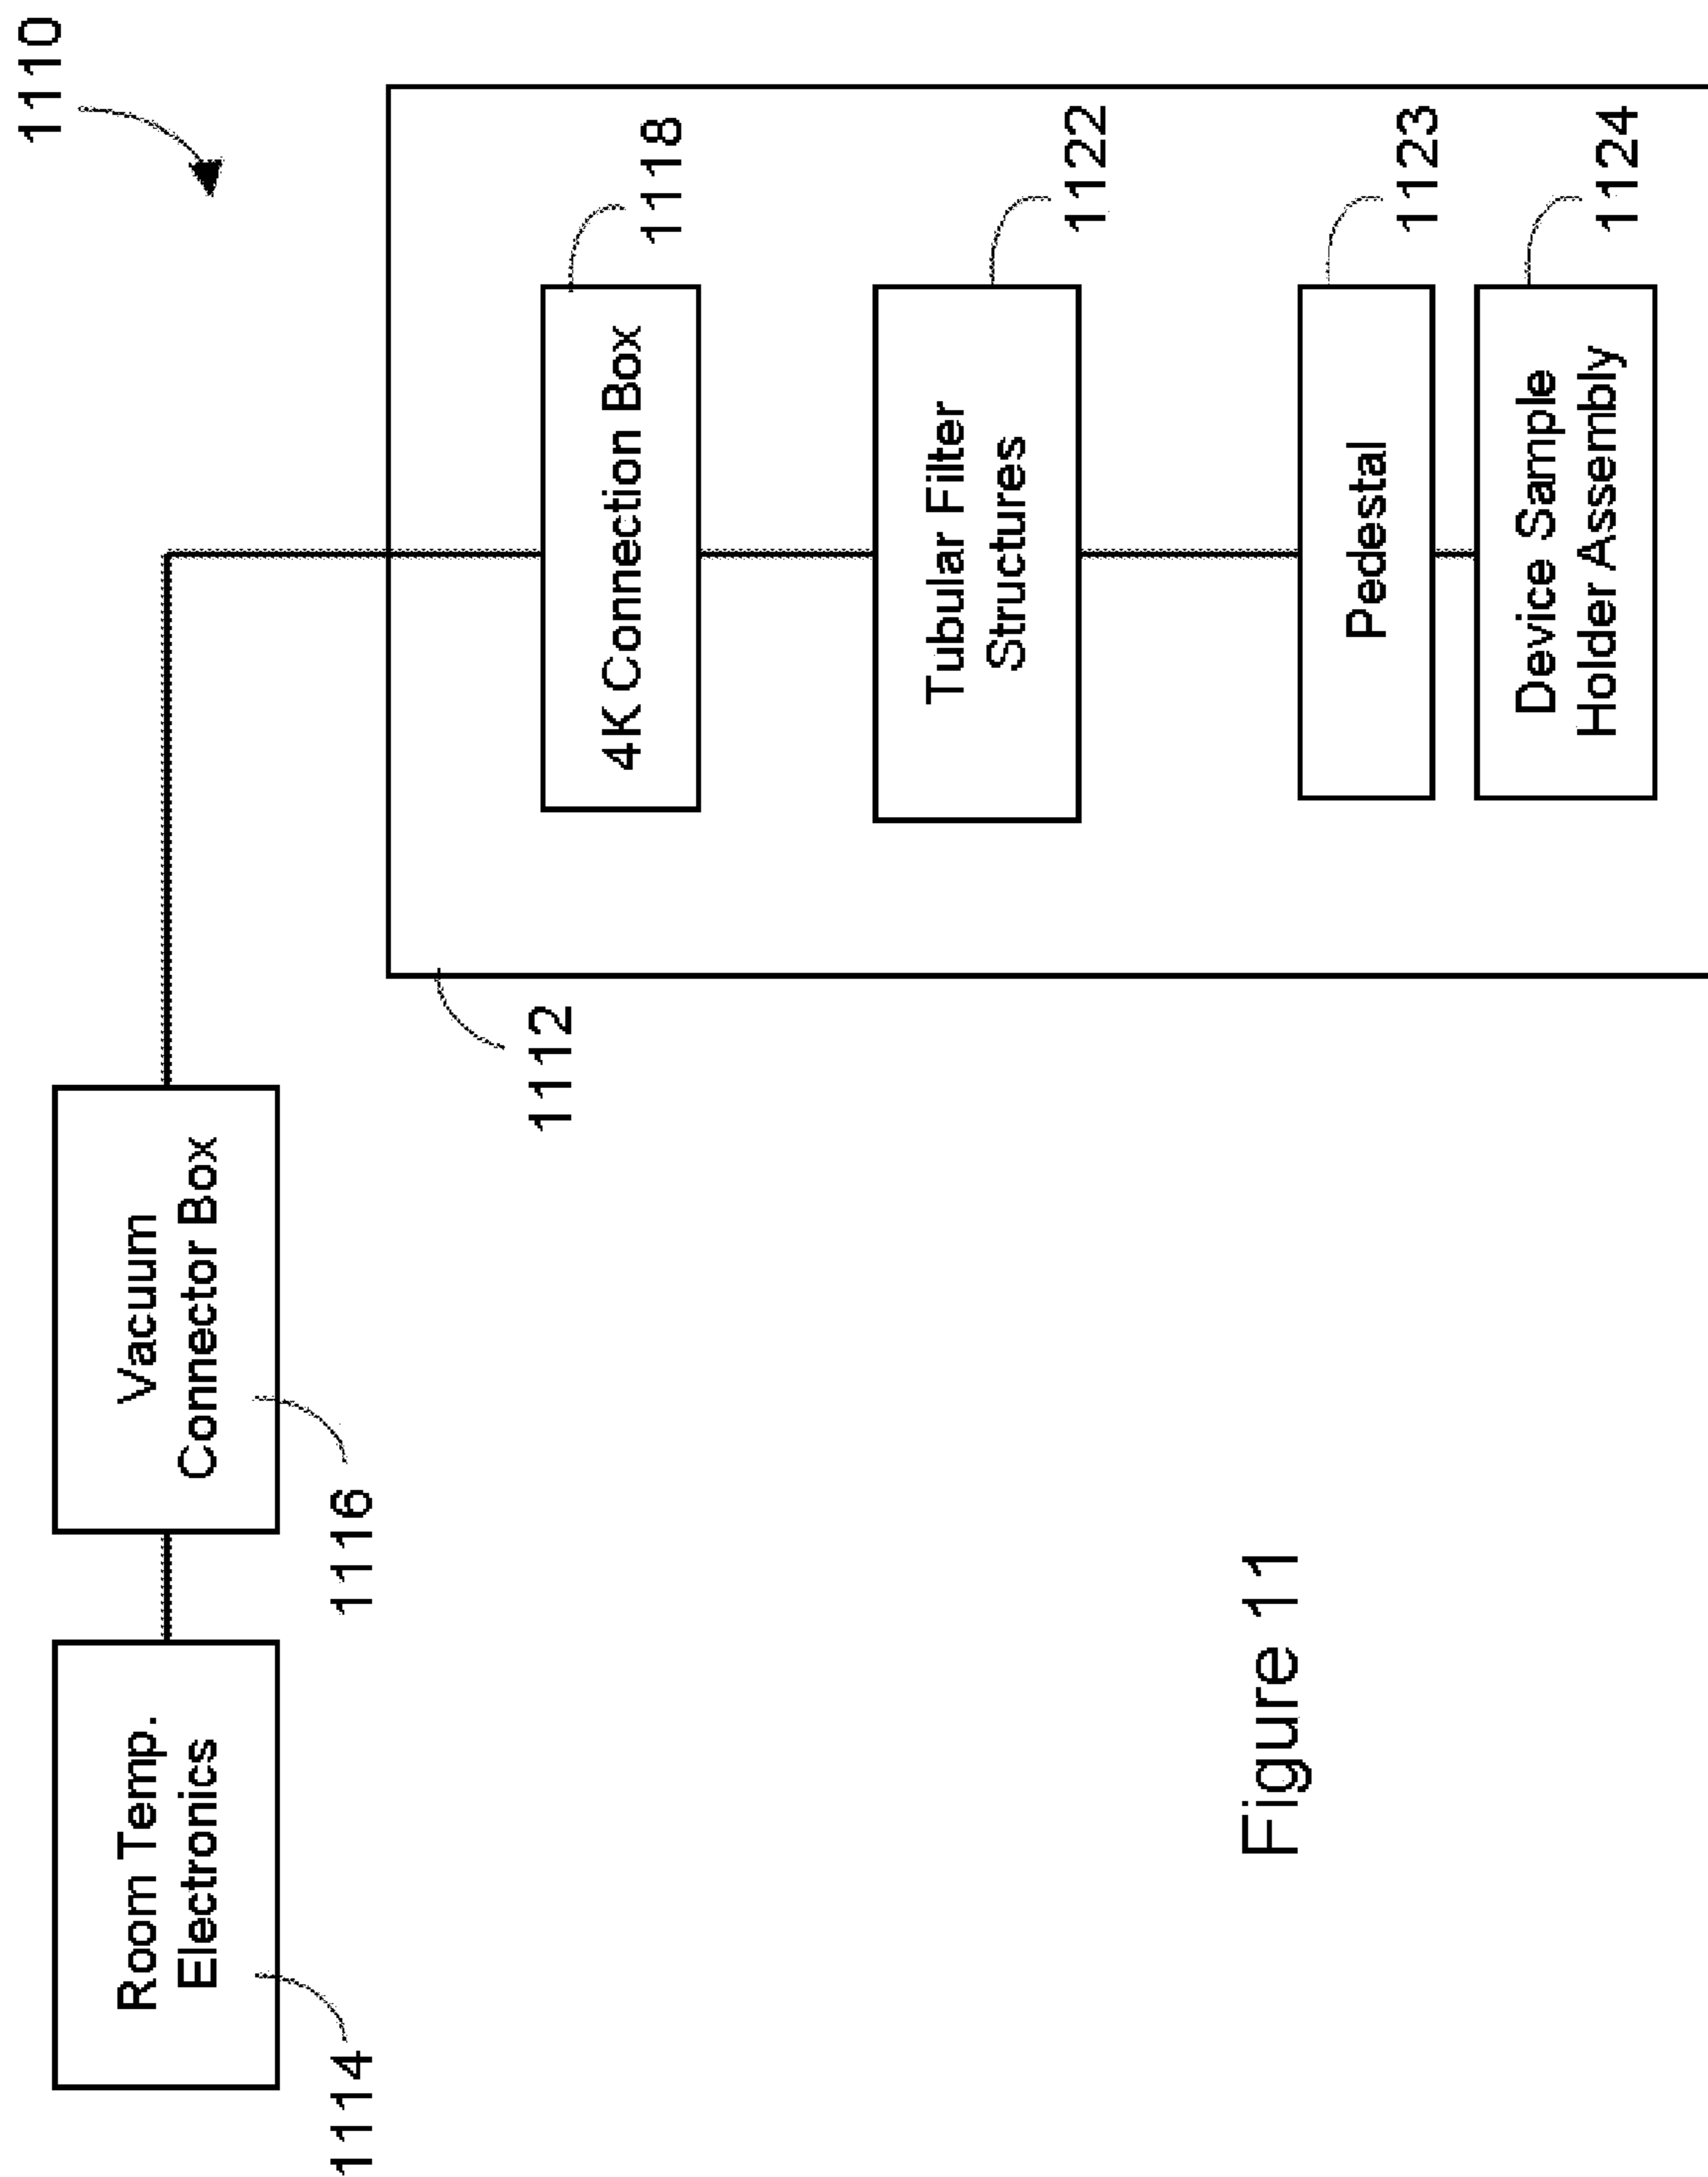 1110
Room Temp.
Electronics
1114
Vacuum
Connector Box
1116
1112
4K Connection Box
1118
Tubular Filter
Structures
1122
Pedestal
1123
Device Sample
Holder Assembly
1124
Figure 11